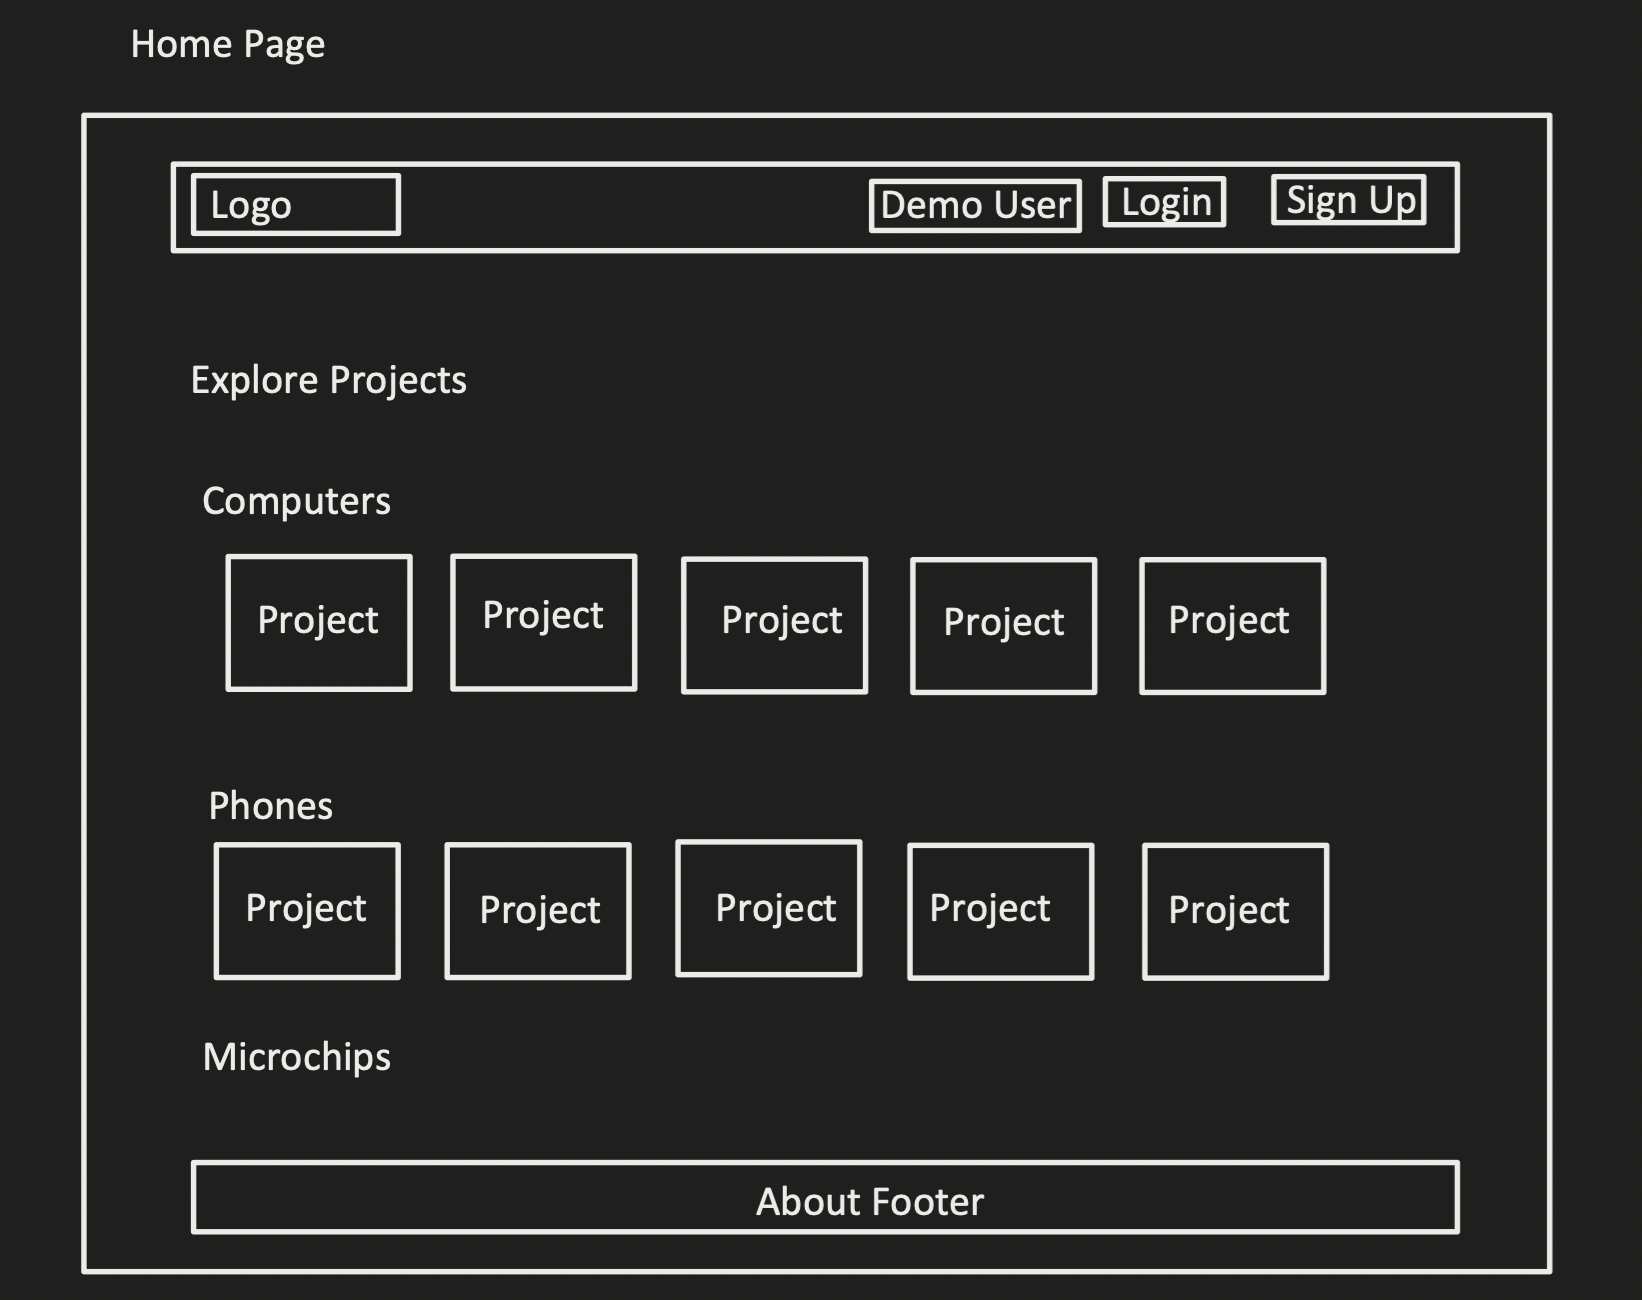 Home Page
Logo
Demo User
Login
Sign Up
Explore Projects
Computers
Project
Project
Project
Project
Project
Phones
Project
Project
Project
Project
Project
Microchips
About Footer